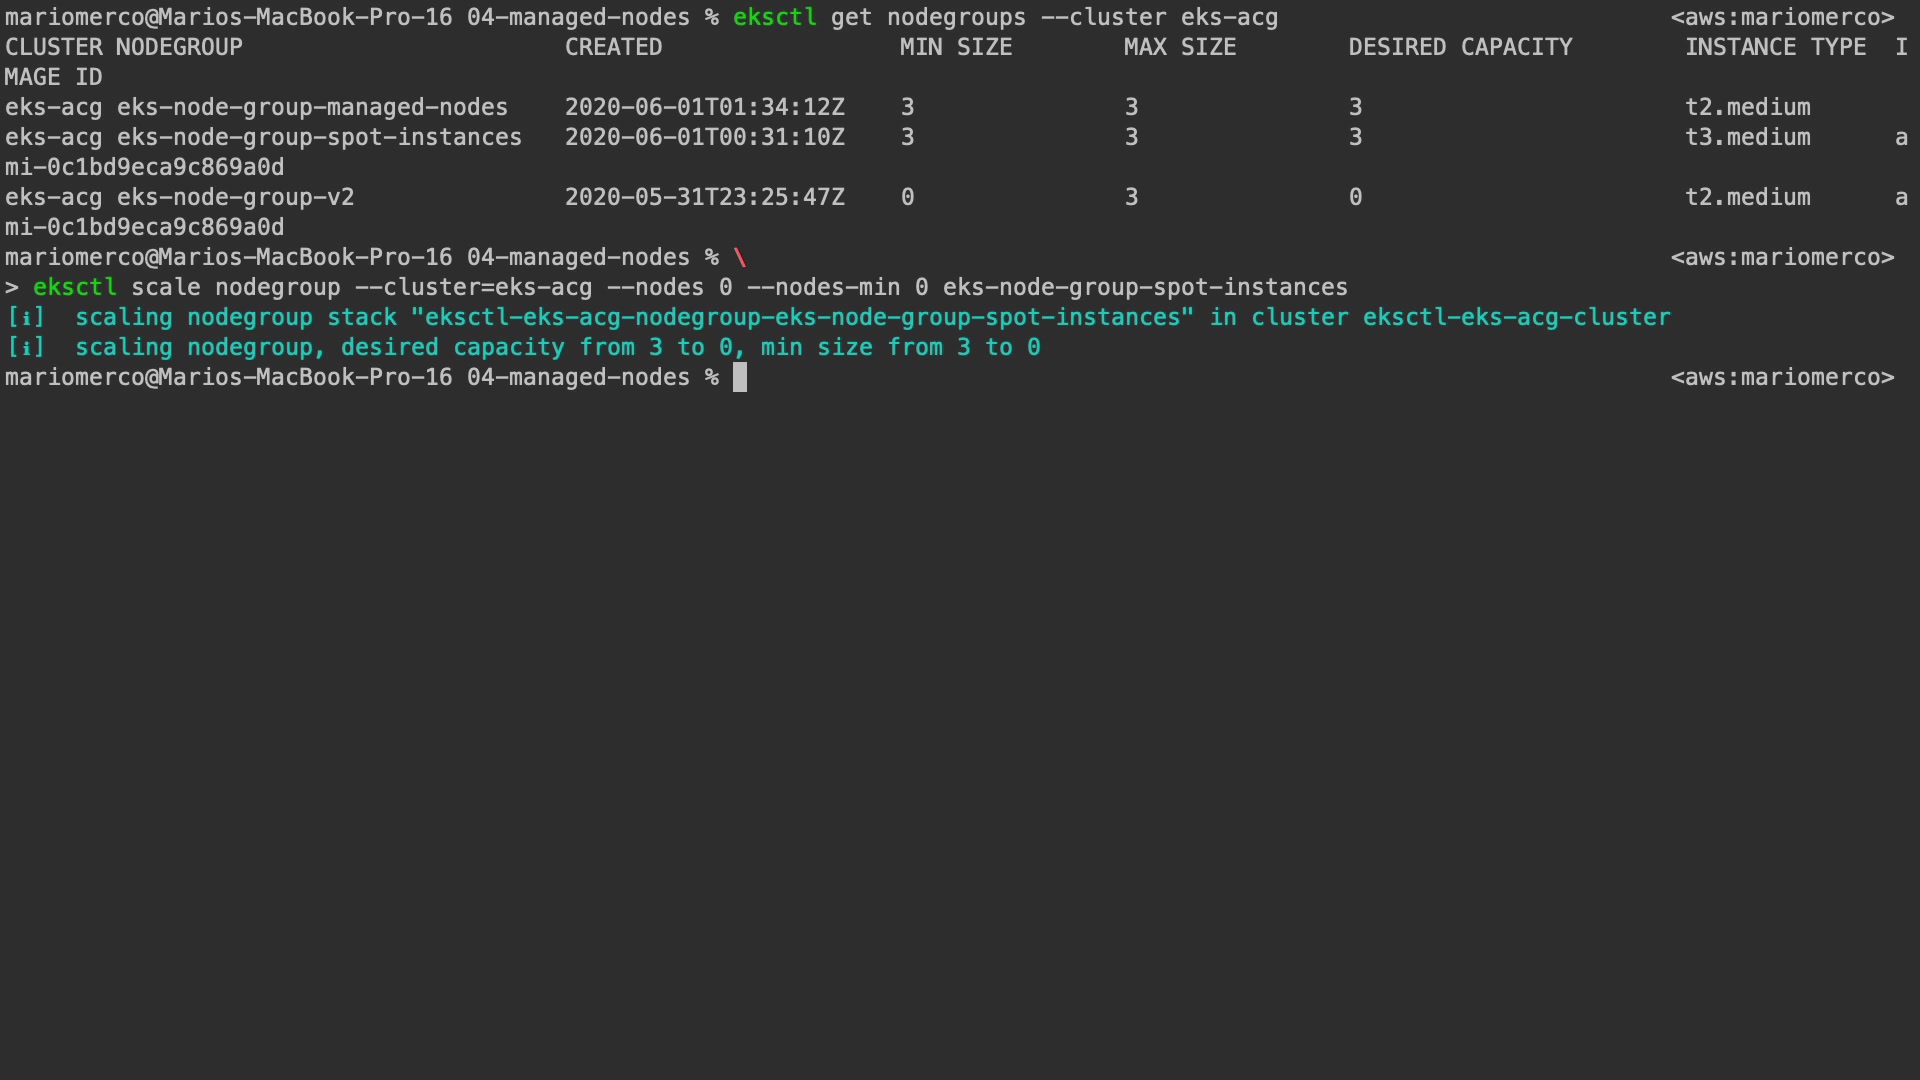 mariomerco@Marios-MacBook-Pro-16 04-managed-nodes % eksctl get nodegroups --cluster eks-acg <aws:mariomerco>
CLUSTER NODEGROUP CREATED MIN SIZE MAX SIZE DESIRED CAPACITY INSTANCE TYPE I
MAGE ID
eks-acg eks-node-group-managed-nodes 2020-06-01T01:34:12Z 3 3 3 t2.medium
eks-acg eks-node-group-spot-instances 2020-06-01T00:31:10Z 3 3 3 t3.medium a
mi-0c1bd9eca9c869a0d
eks-acg eks-node-group-v2 2020-05-31T23:25:47Z 0 3 0 t2.medium a
mi-0c1bd9eca9c869a0d
mariomerco@Marios-MacBook-Pro-16 04-managed-nodes % \ <aws:mariomerco>
> eksctl scale nodegroup --cluster=eks-acg --nodes 0 --nodes-min 0 eks-node-group-spot-instances
[i] scaling nodegroup stack "eksctl-eks-acg-nodegroup-eks-node-group-spot-instances" in cluster eksctl-eks-acg-cluster
[i] scaling nodegroup, desired capacity from 3 to 0, min size from 3 to 0
mariomerco@Marios-MacBook-Pro-16 04-managed-nodes % <aws:mariomerco>